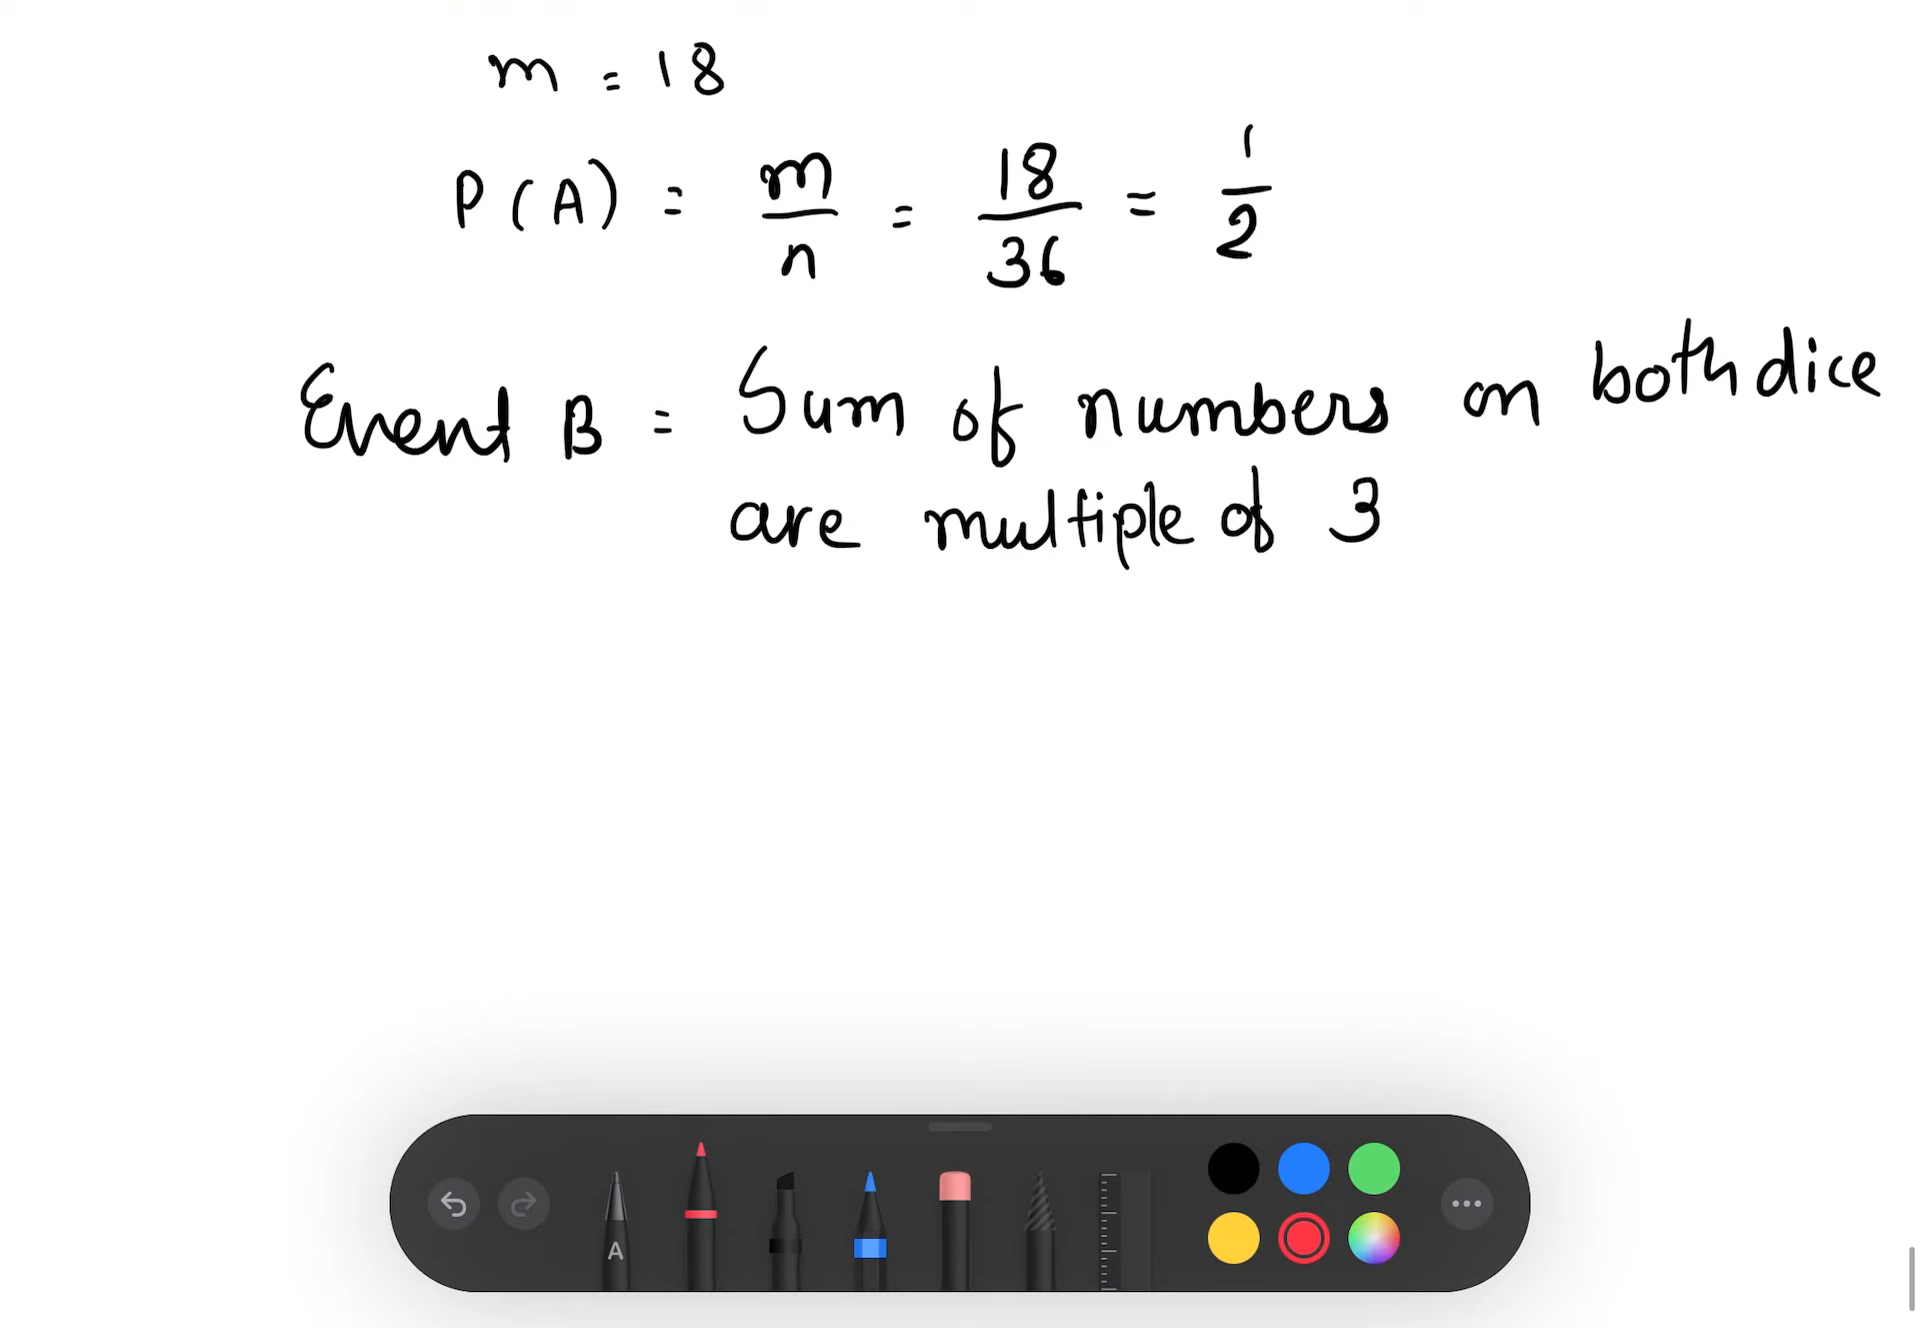 m = 18
P(A) = m/n = 18/36 = 1/2
Event B = Sum of numbers on both dice
are multiple of 3
A